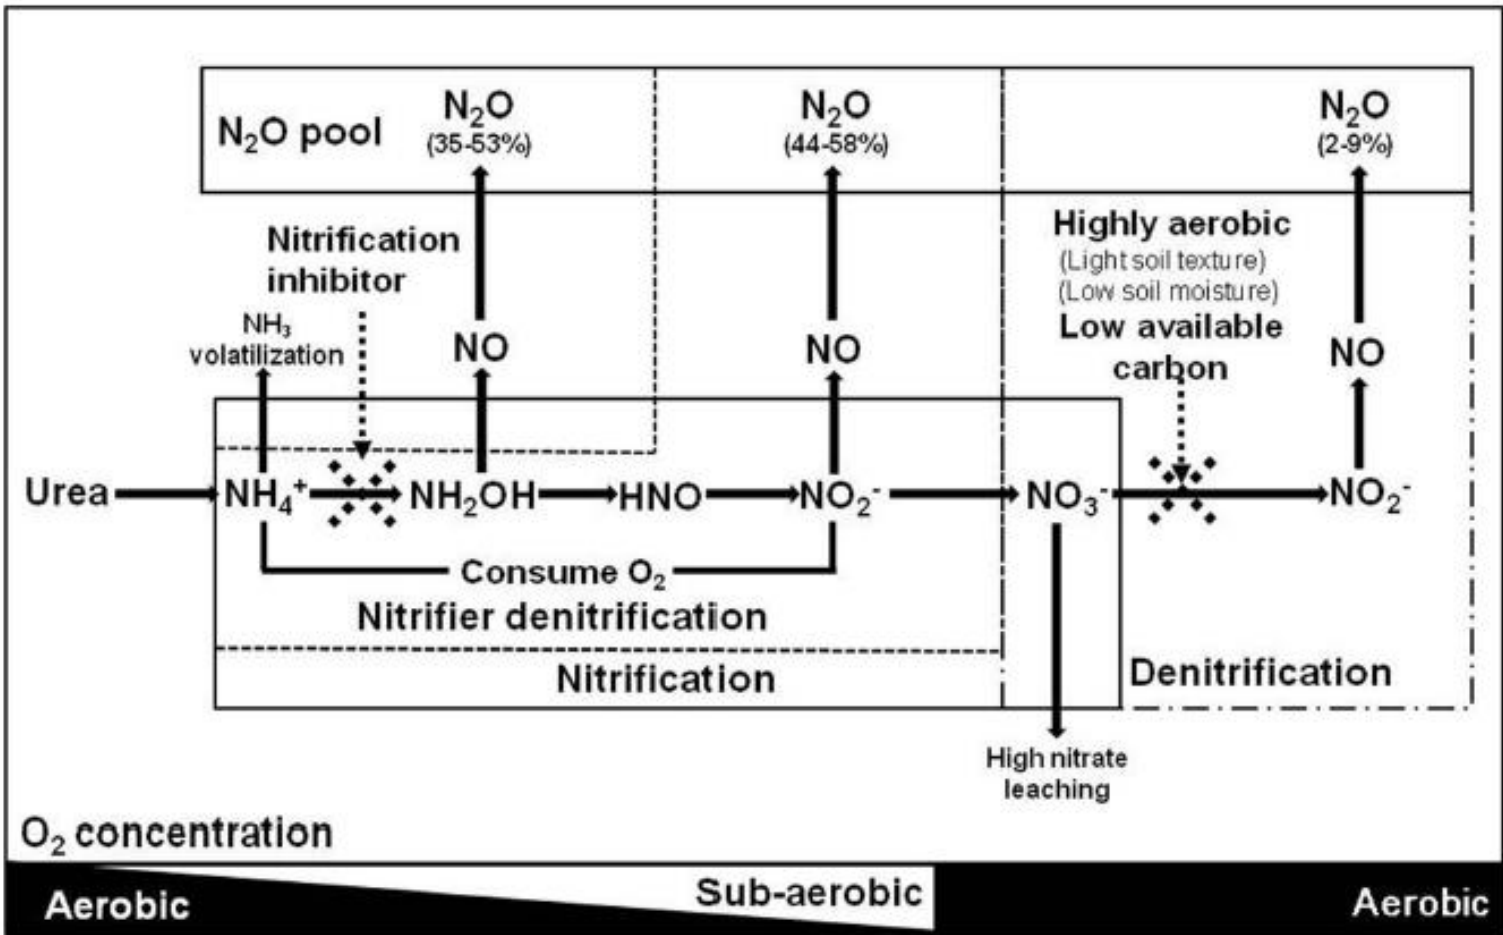 N₂O pool
N₂O
(35-53%)
N₂O
(44-58%)
N₂O
(2-9%)
Nitrification
inhibitor
Highly aerobic
(Light soil texture)
(Low soil moisture)
Low available
carbon
NH₃
volatilization
NO
NO
NO
Urea
NH₄⁺
NH₂OH
HNO
NO₂⁻
NO₃⁻
NO₂⁻
Consume O₂
Nitrifier denitrification
Nitrification
Denitrification
High nitrate
leaching
O₂ concentration
Aerobic
Sub-aerobic
Aerobic